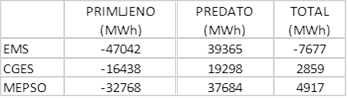 PRIMLJENO (MWh) PREDATO (MWh) TOTAL (MWh)
EMS -47042 39365 -7677
CGES -16438 19298 2859
MEPSO -32768 37684 4917